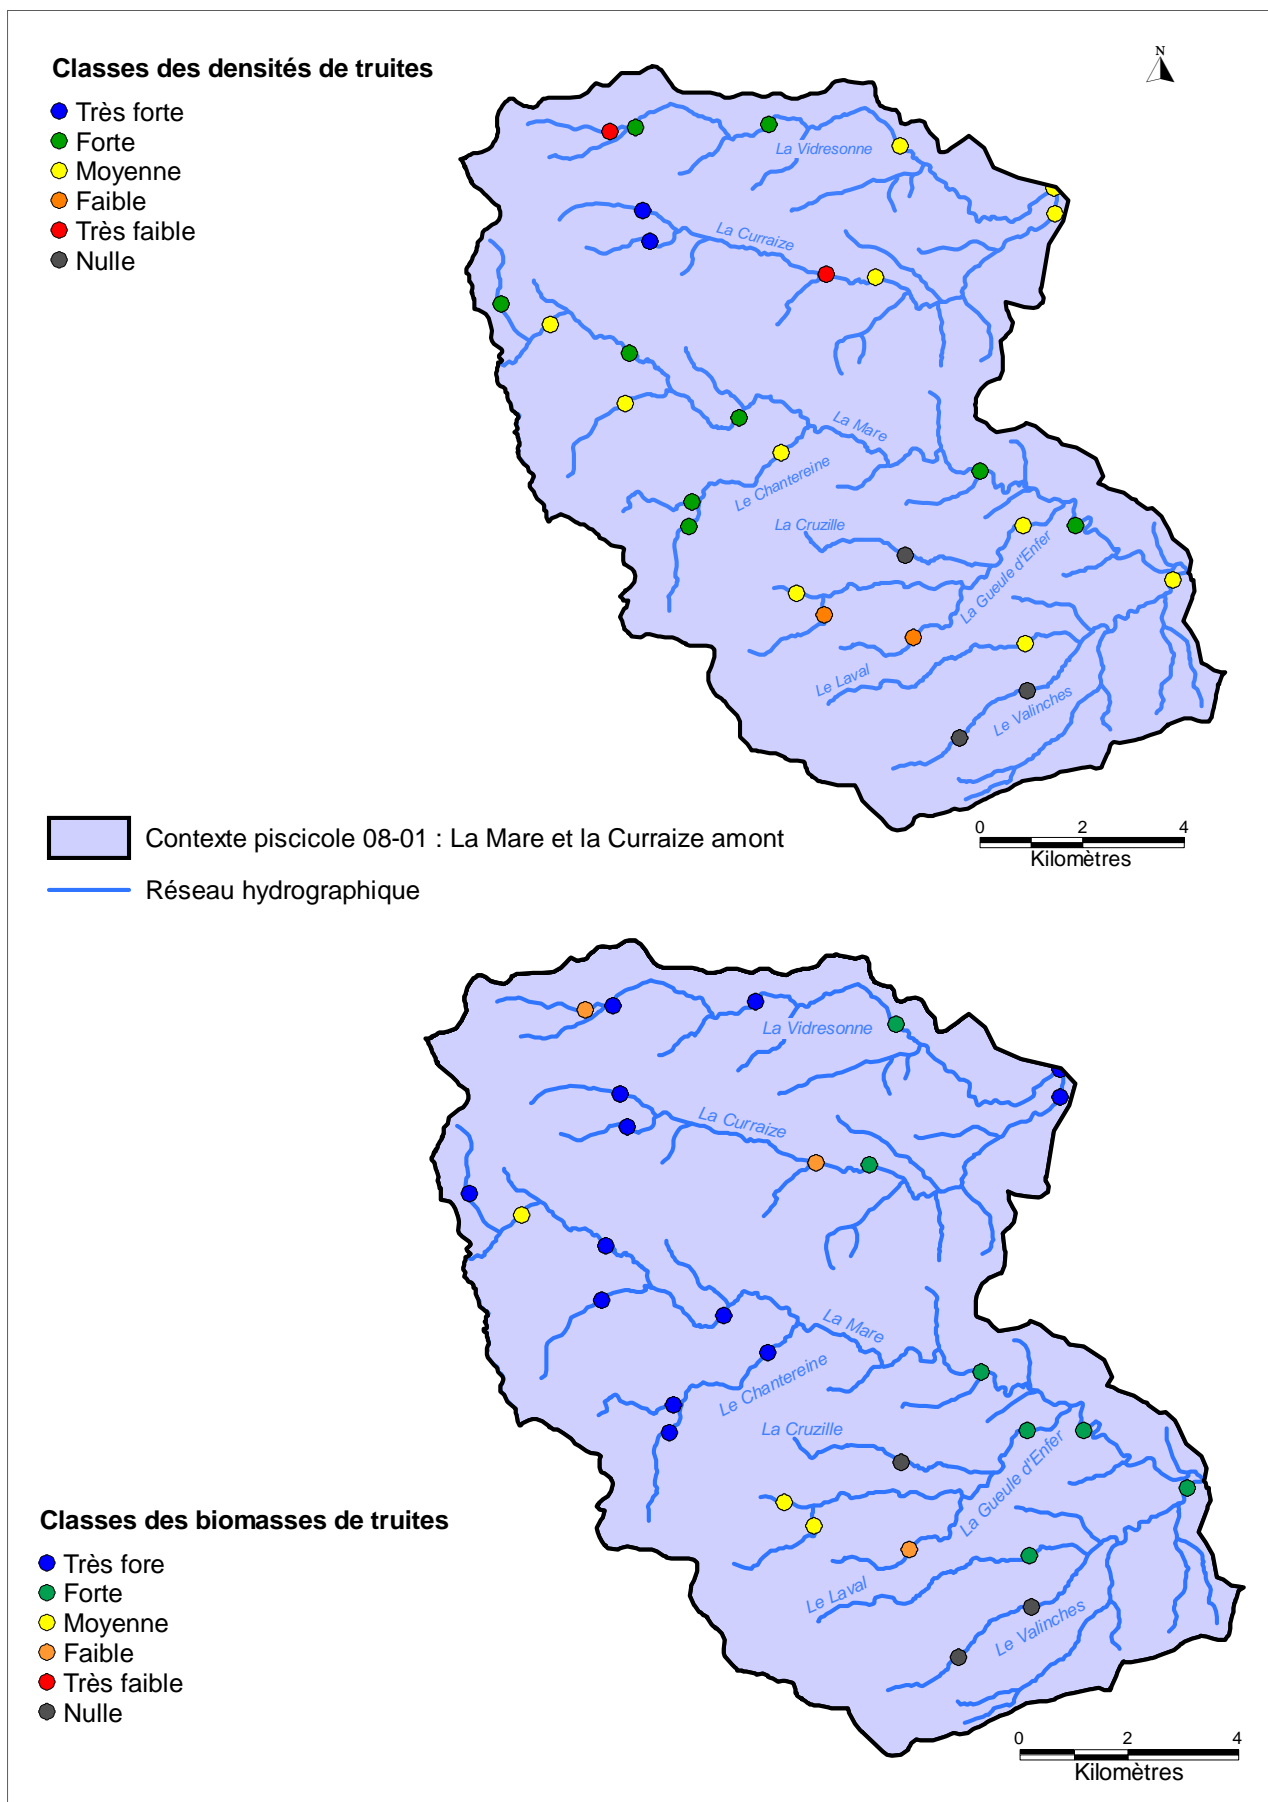 Classes des densités de truites
Très forte
Forte
Moyenne
Faible
Très faible
Nulle
N
La Vidresonne
La Curraize
La Mare
Le Chantereine
La Cruzille
La Gueule d'Enfer
Le Laval
Le Valinches
0 2 4
Kilomètres
Contexte piscicole 08-01 : La Mare et la Curraize amont
Réseau hydrographique
La Vidresonne
La Curraize
La Mare
Le Chantereine
La Cruzille
La Gueule d'Enfer
Le Laval
Le Valinches
Classes des biomasses de truites
Très fore
Forte
Moyenne
Faible
Très faible
Nulle
0 2 4
Kilomètres